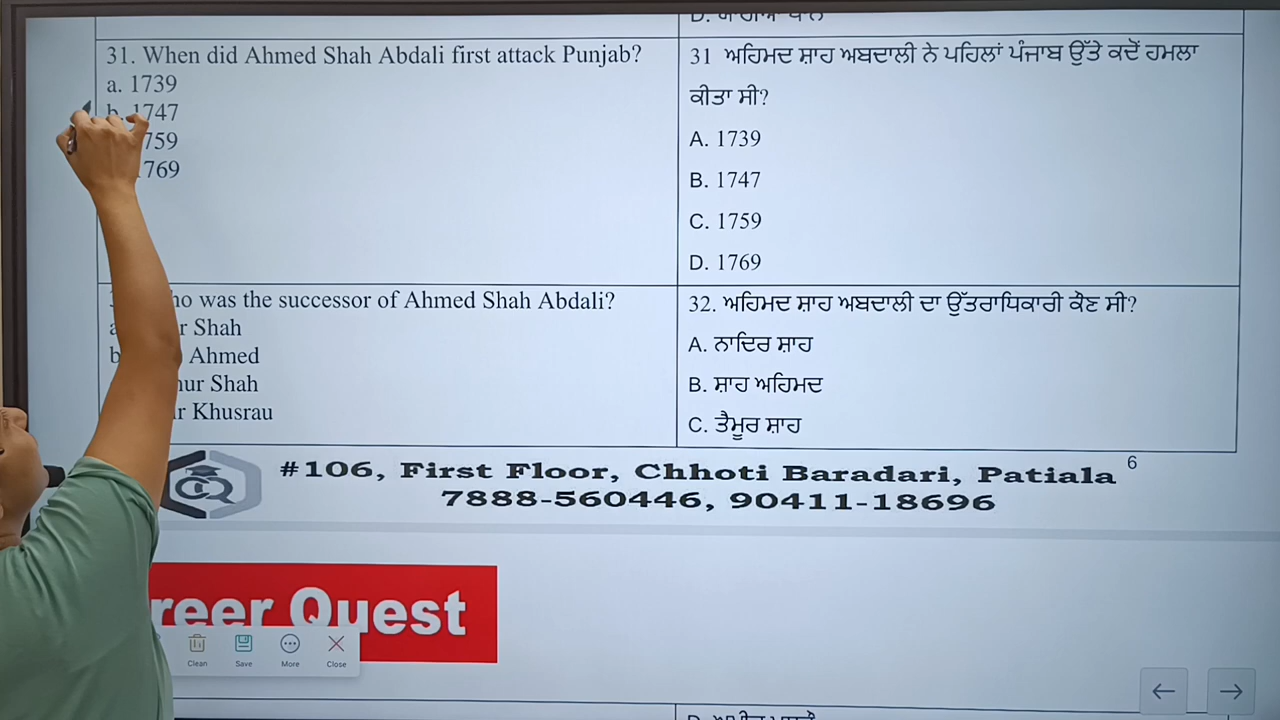 31. When did Ahmed Shah Abdali first attack Punjab?
a. 1739
b. 1747
759
769
31 ਅਹਿਮਦ ਸ਼ਾਹ ਅਬਦਾਲੀ ਨੇ ਪਹਿਲਾਂ ਪੰਜਾਬ ਉੱਤੇ ਕਦੋਂ ਹਮਲਾ
ਕੀਤਾ ਸੀ?
A. 1739
B. 1747
C. 1759
D. 1769
was the successor of Ahmed Shah Abdali?
Shah
Ahmed
Shah
Khusrau
32. ਅਹਿਮਦ ਸ਼ਾਹ ਅਬਦਾਲੀ ਦਾ ਉੱਤਰਾਧਿਕਾਰੀ ਕੌਣ ਸੀ?
A. ਨਾਦਿਰ ਸ਼ਾਹ
B. ਸ਼ਾਹ ਅਹਿਮਦ
C. ਤੈਮੂਰ ਸ਼ਾਹ
#106, First Floor, Chhoti Baradari, Patiala
7888-560446, 90411-18696
6
reer Quest
Clean Save More Close